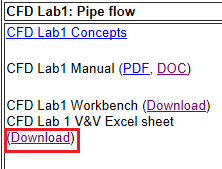 CFD Lab1: Pipe flow
CFD Lab1 Concepts
CFD Lab1 Manual (PDF, DOC)
CFD Lab1 Workbench (Download)
CFD Lab 1 V&V Excel sheet
(Download)